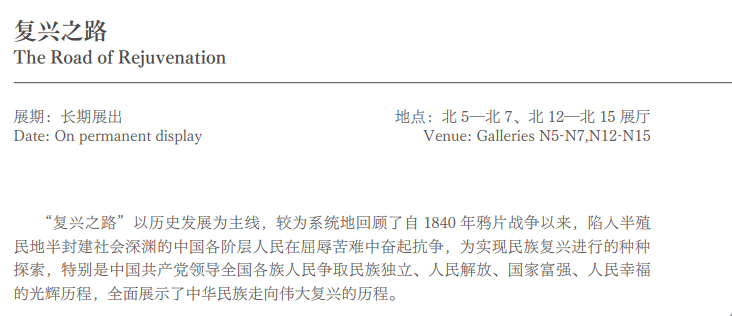 复兴之路
The Road of Rejuvenation
展期：长期展出
地点：北 5—北 7、北 12—北 15 展厅
Date: On permanent display
Venue: Galleries N5-N7,N12-N15
“复兴之路”以历史发展为主线，较为系统地回顾了自 1840 年鸦片战争以来，陷入半殖
民地半封建社会深渊的中国各阶层人民在屈辱苦难中奋起抗争，为实现民族复兴进行的种种
探索，特别是中国共产党领导全国各族人民争取民族独立、人民解放、国家富强、人民幸福
的光辉历程，全面展示了中华民族走向伟大复兴的历程。